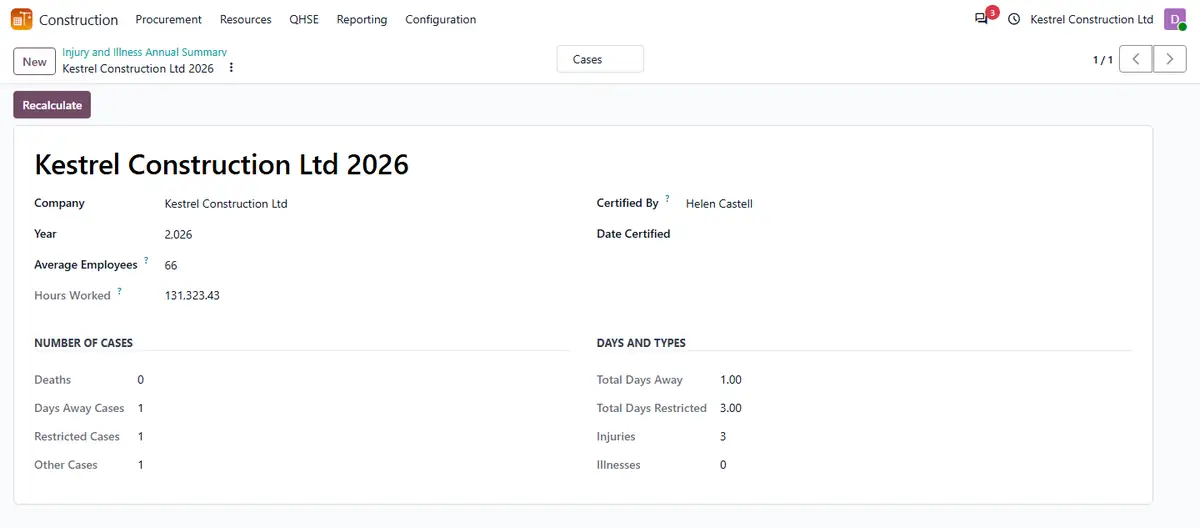 Construction Procurement Resources QHSE Reporting Configuration 3 Kestrel Construction Ltd D
New Injury and Illness Annual Summary Cases 1 / 1
Kestrel Construction Ltd 2026
Recalculate
Kestrel Construction Ltd 2026
Company Kestrel Construction Ltd
Year 2,026
Average Employees ? 66
Hours Worked ? 131,323.43
Certified By ? Helen Castell
Date Certified
NUMBER OF CASES
Deaths 0
Days Away Cases 1
Restricted Cases 1
Other Cases 1
DAYS AND TYPES
Total Days Away 1.00
Total Days Restricted 3.00
Injuries 3
Illnesses 0